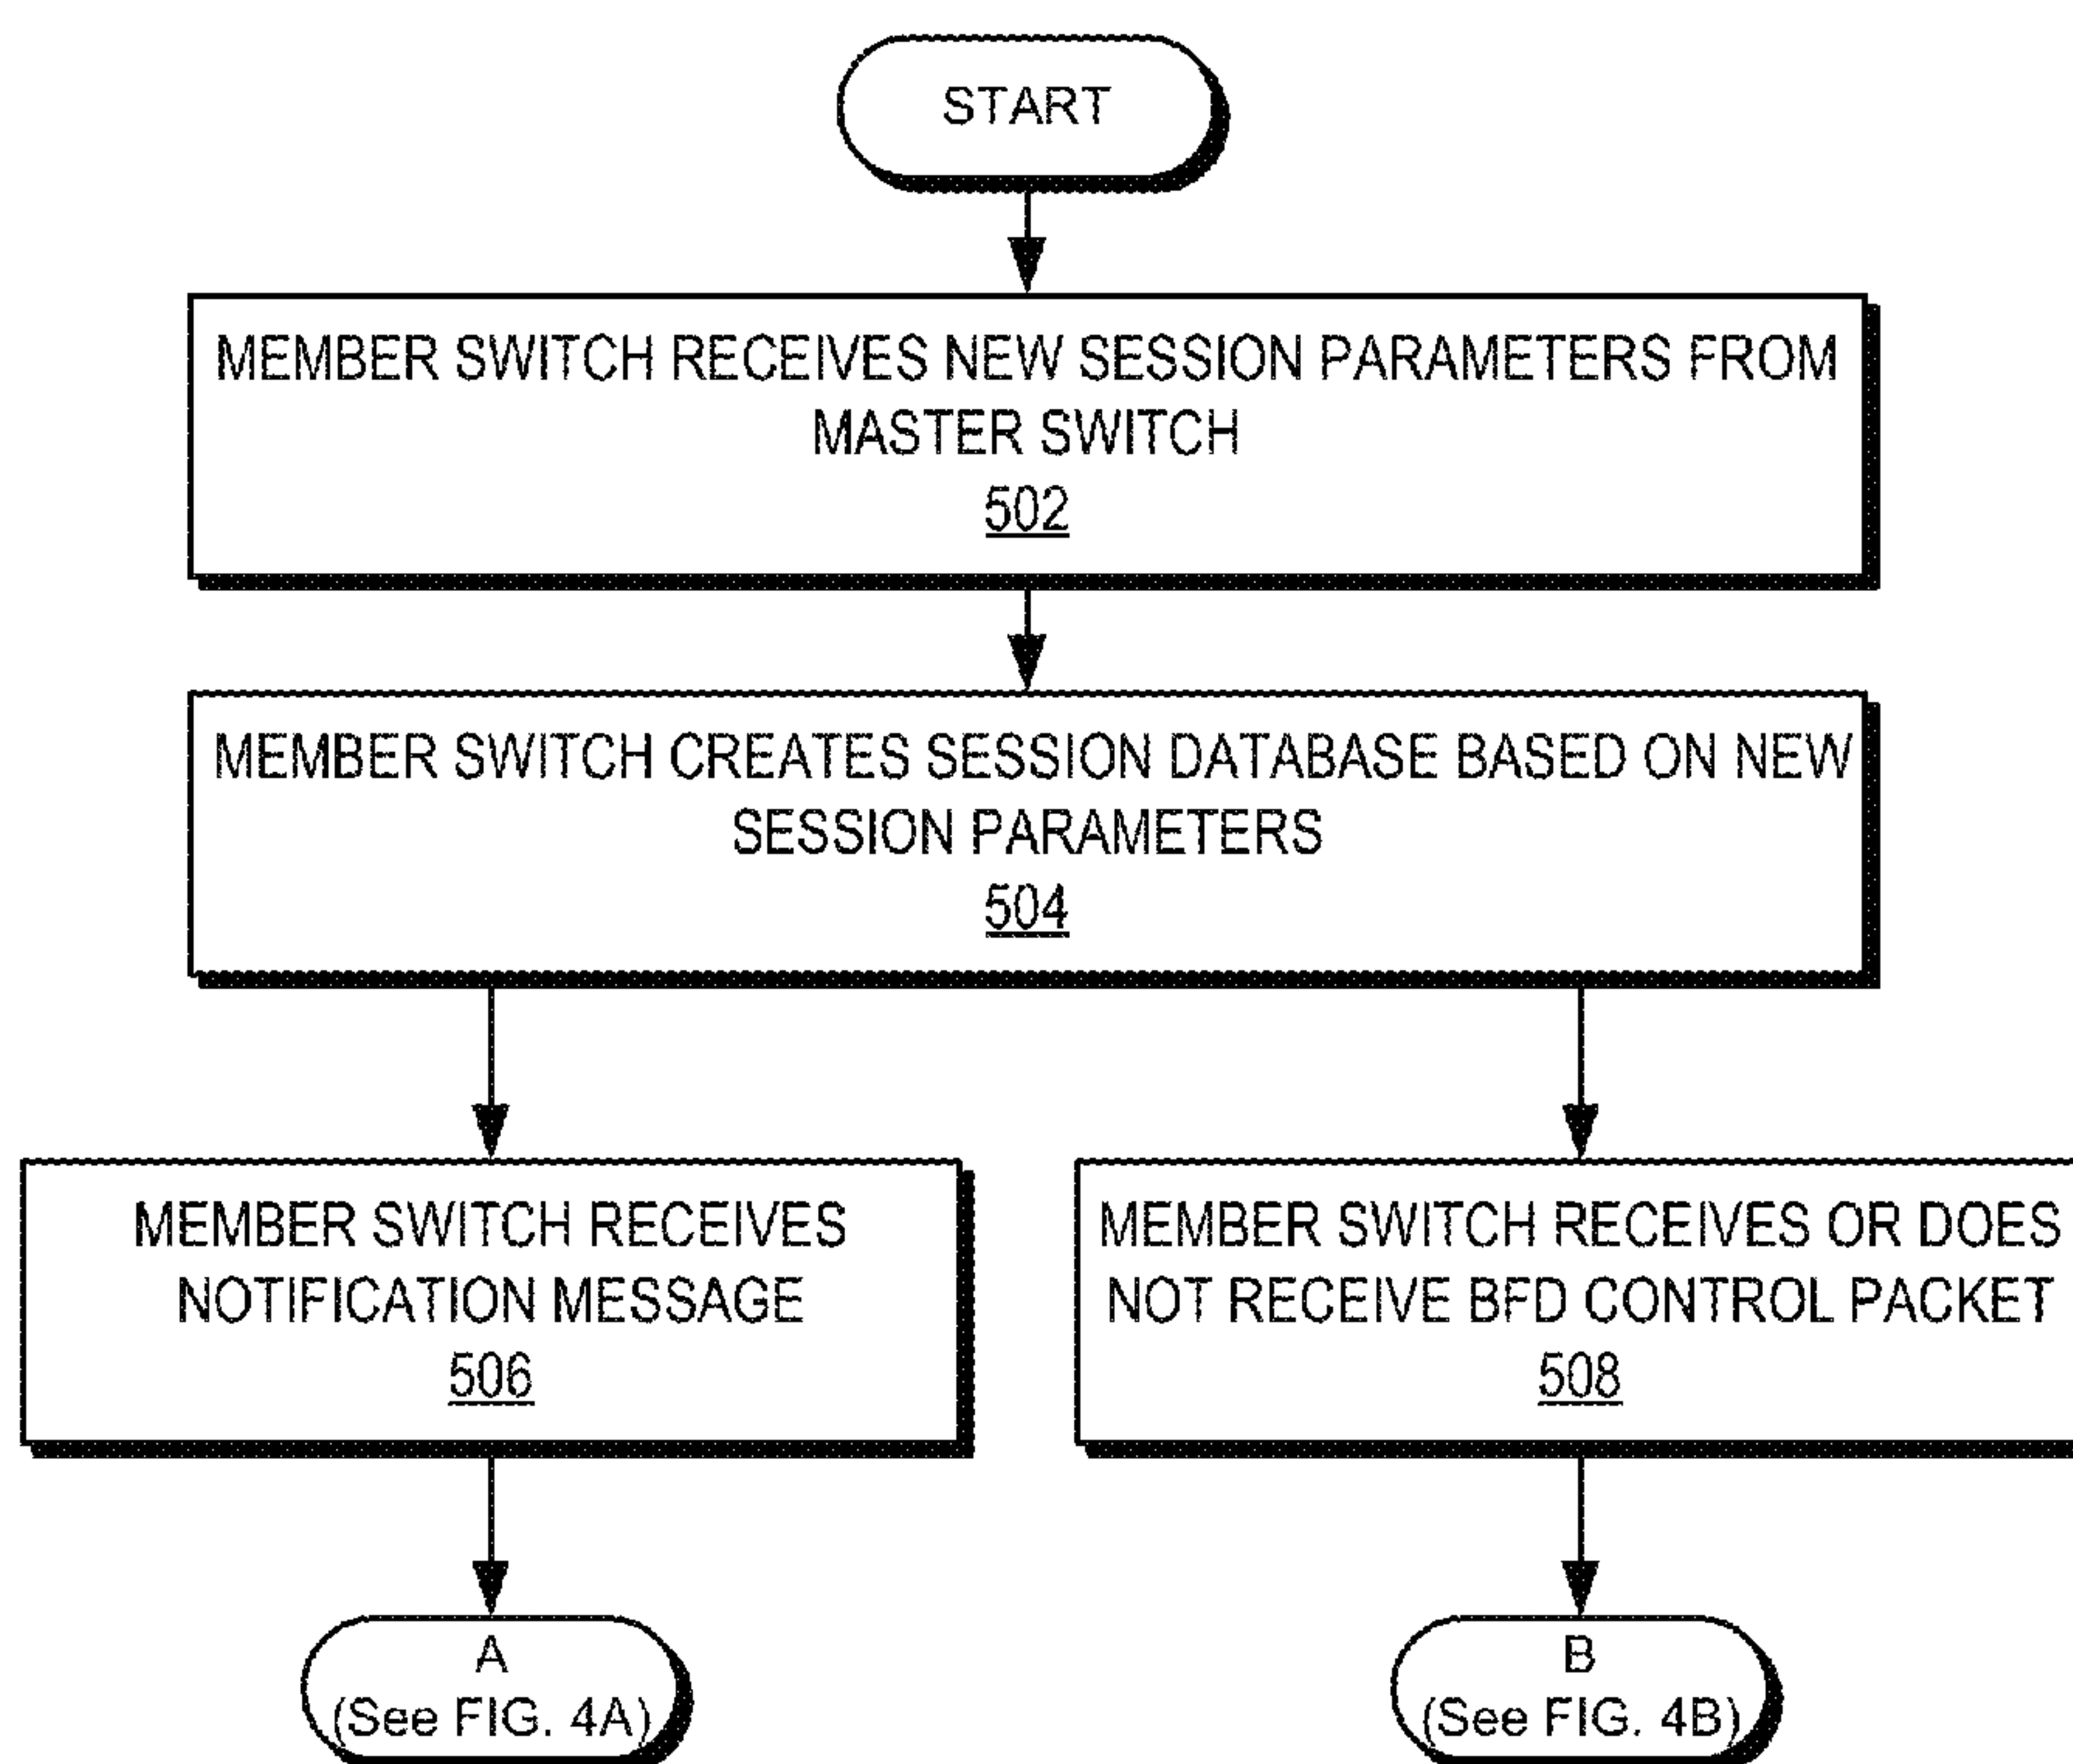 START
MEMBER SWITCH RECEIVES NEW SESSION PARAMETERS FROM
MASTER SWITCH
502
MEMBER SWITCH CREATES SESSION DATABASE BASED ON NEW
SESSION PARAMETERS
504
MEMBER SWITCH RECEIVES
NOTIFICATION MESSAGE
506
MEMBER SWITCH RECEIVES OR DOES
NOT RECEIVE BFD CONTROL PACKET
508
A
(See FIG. 4A)
B
(See FIG. 4B)